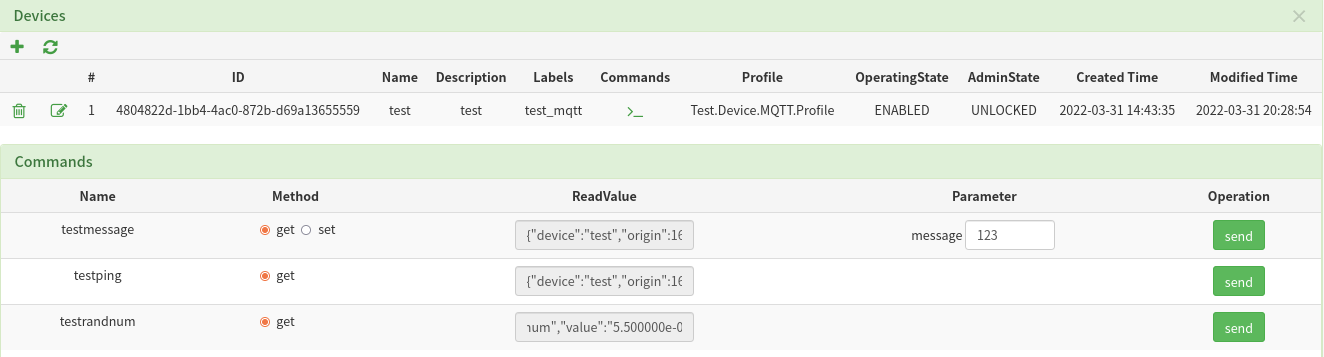 Devices
# ID Name Description Labels Commands Profile OperatingState AdminState Created Time Modified Time
1 4804822d-1bb4-4ac0-872b-d69a13655559 test test test_mqtt >_ Test.Device.MQTT.Profile ENABLED UNLOCKED 2022-03-31 14:43:35 2022-03-31 20:28:54
Commands
Name Method ReadValue Parameter Operation
testmessage get set {"device":"test","origin":16 message 123 send
testping get {"device":"test","origin":16 send
testrandnum get num","value":"5.500000e-0 send